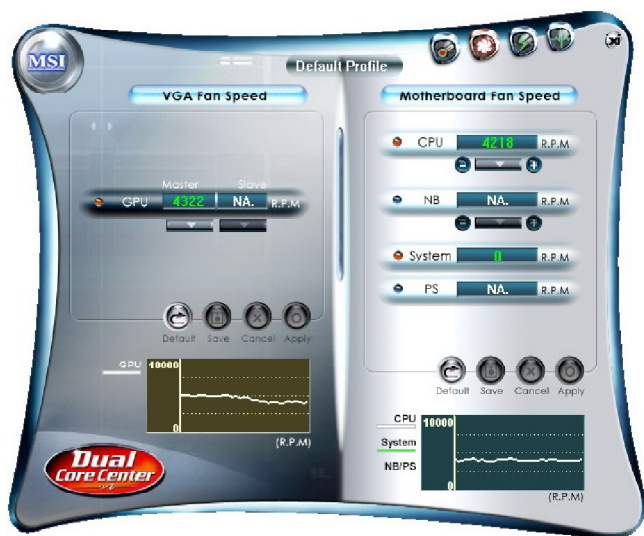 MSI
Default Profile
VGA Fan Speed
Master Slave
GPU 4322 NA. R.P.M
Default Save Cancel Apply
GPU 10000
0
(R.P.M)
Dual
Core Center
Motherboard Fan Speed
CPU 4218 R.P.M
NB NA. R.P.M
System 0 R.P.M
PS NA. R.P.M
Default Save Cancel Apply
CPU 10000
System
NB/PS
0
(R.P.M)